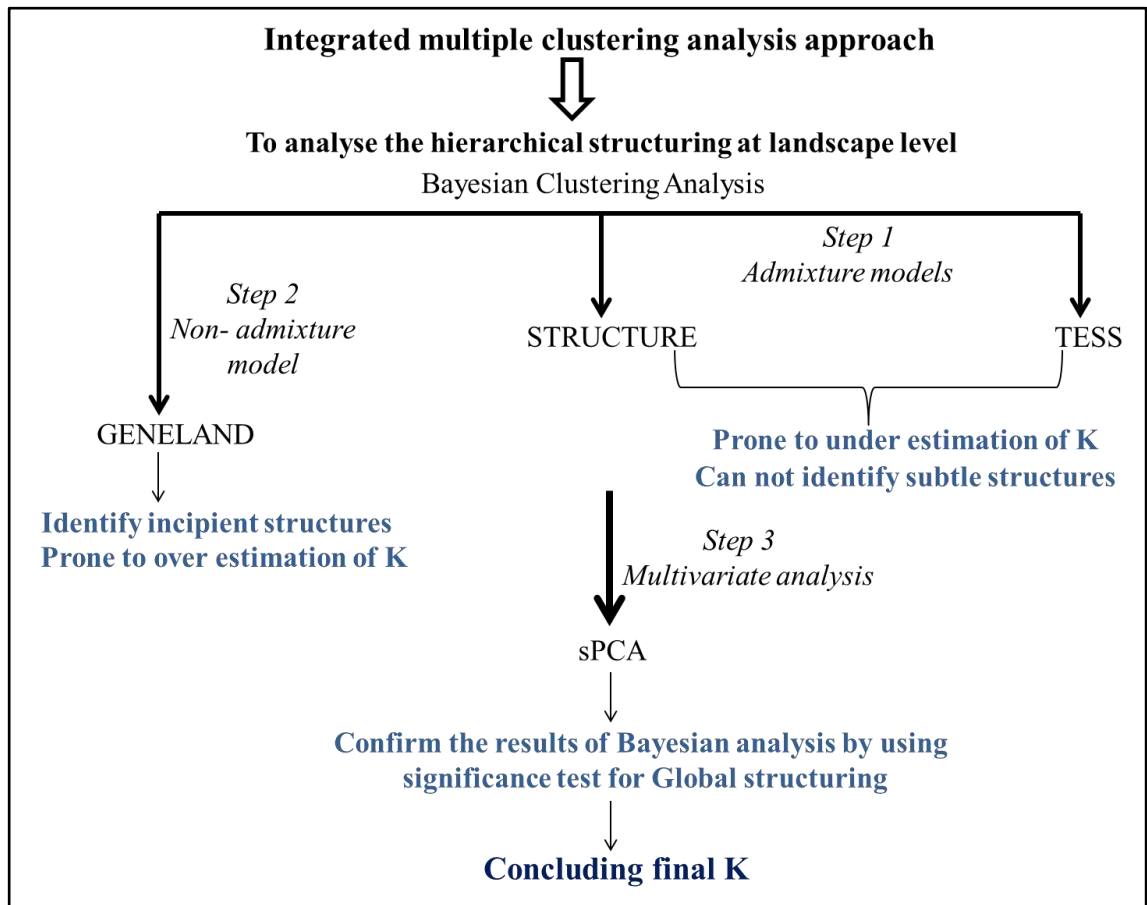 Integrated multiple clustering analysis approach
To analyse the hierarchical structuring at landscape level
Bayesian Clustering Analysis
Step 1
Admixture models
Step 2
Non- admixture
model
STRUCTURE
TESS
GENELAND
Prone to under estimation of K
Can not identify subtle structures
Identify incipient structures
Prone to over estimation of K
Step 3
Multivariate analysis
sPCA
Confirm the results of Bayesian analysis by using
significance test for Global structuring
Concluding final K